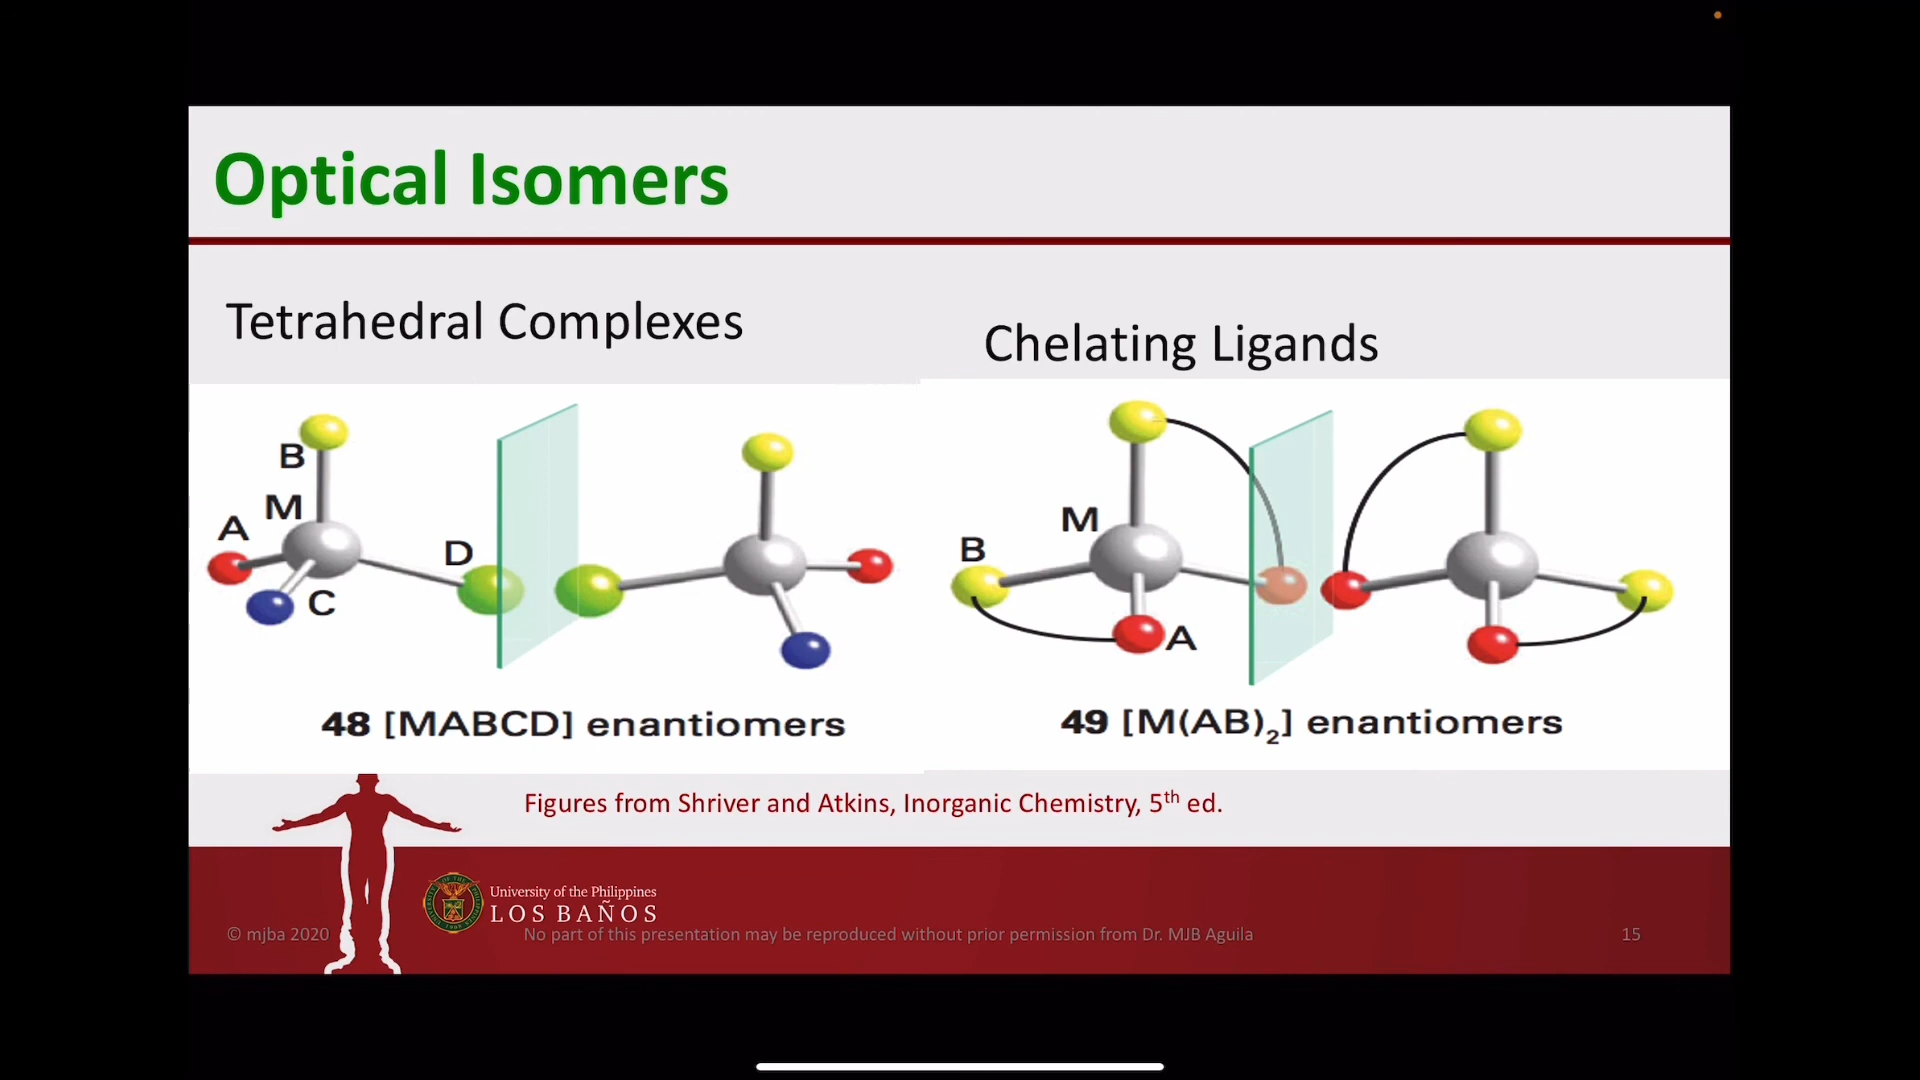 Optical Isomers
Tetrahedral Complexes
Chelating Ligands
B
M
A
D
C
48 [MABCD] enantiomers
M
B
A
49 [M(AB)₂] enantiomers
Figures from Shriver and Atkins, Inorganic Chemistry, 5th ed.
University of the Philippines
LOS BAÑOS
© mjba 2020
No part of this presentation may be reproduced without prior permission from Dr. MJB Aguila
15